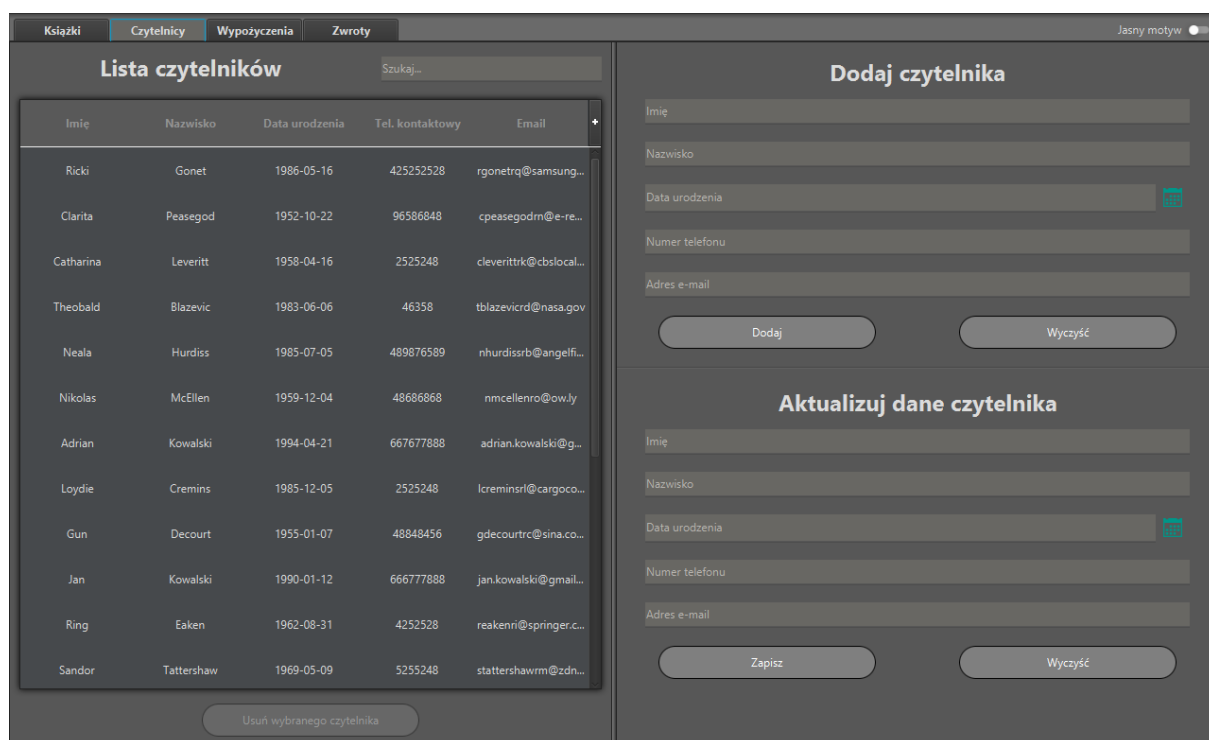 Książki Czytelnicy Wypożyczenia Zwroty Jasny motyw
Lista czytelników Szukaj...
Imię Nazwisko Data urodzenia Tel. kontaktowy Email +
Ricki Gonet 1986-05-16 425252528 rgonetrq@samsung...
Clarita Peasegod 1952-10-22 96586848 cpeasegodrn@e-re...
Catharina Leveritt 1958-04-16 2525248 cleverittrk@cbslocal...
Theobald Blazevic 1983-06-06 46358 tblazevicrd@nasa.gov
Neala Hurdiss 1985-07-05 489876589 nhurdissrb@angelfi...
Nikolas McEllen 1959-12-04 48686868 nmcellenro@ow.ly
Adrian Kowalski 1994-04-21 667677888 adrian.kowalski@g...
Loydie Cremins 1985-12-05 2525248 lcreminsrl@cargoco...
Gun Decourt 1955-01-07 48848456 gdecourtrc@sina.co...
Jan Kowalski 1990-01-12 666777888 jan.kowalski@gmail...
Ring Eaken 1962-08-31 4252528 reakenri@springer.c...
Sandor Tattershaw 1969-05-09 5255248 stattershawrm@zdn...
Usuń wybranego czytelnika
Dodaj czytelnika
Imię
Nazwisko
Data urodzenia
Numer telefonu
Adres e-mail
Dodaj Wyczyść
Aktualizuj dane czytelnika
Imię
Nazwisko
Data urodzenia
Numer telefonu
Adres e-mail
Zapisz Wyczyść